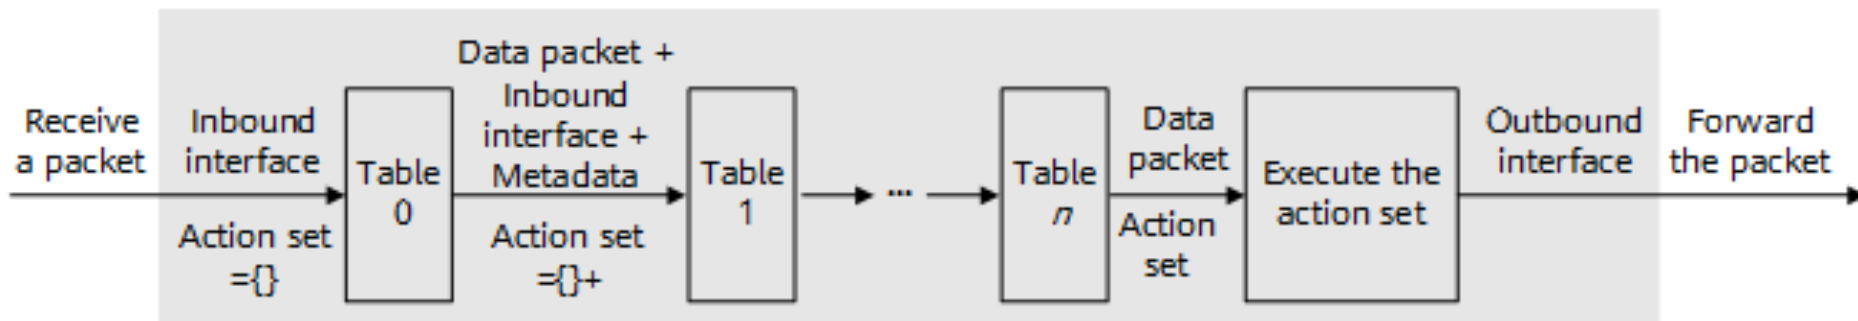 Receive
a packet
Inbound
interface
Action set
={}
Table
0
Data packet +
Inbound
interface +
Metadata
Action set
={}+
Table
1
...
Table
n
Data
packet
Action
set
Execute the
action set
Outbound
interface
Forward
the packet